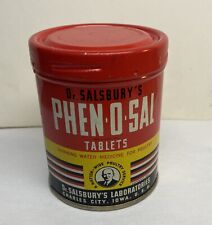 Dr SALSBURY'S
PHEN-O-SAL
TABLETS
DRINKING WATER MEDICINE FOR POULTRY
Dr SALSBURY'S LABORATORIES
CHARLES CITY, IOWA, U.S.A.